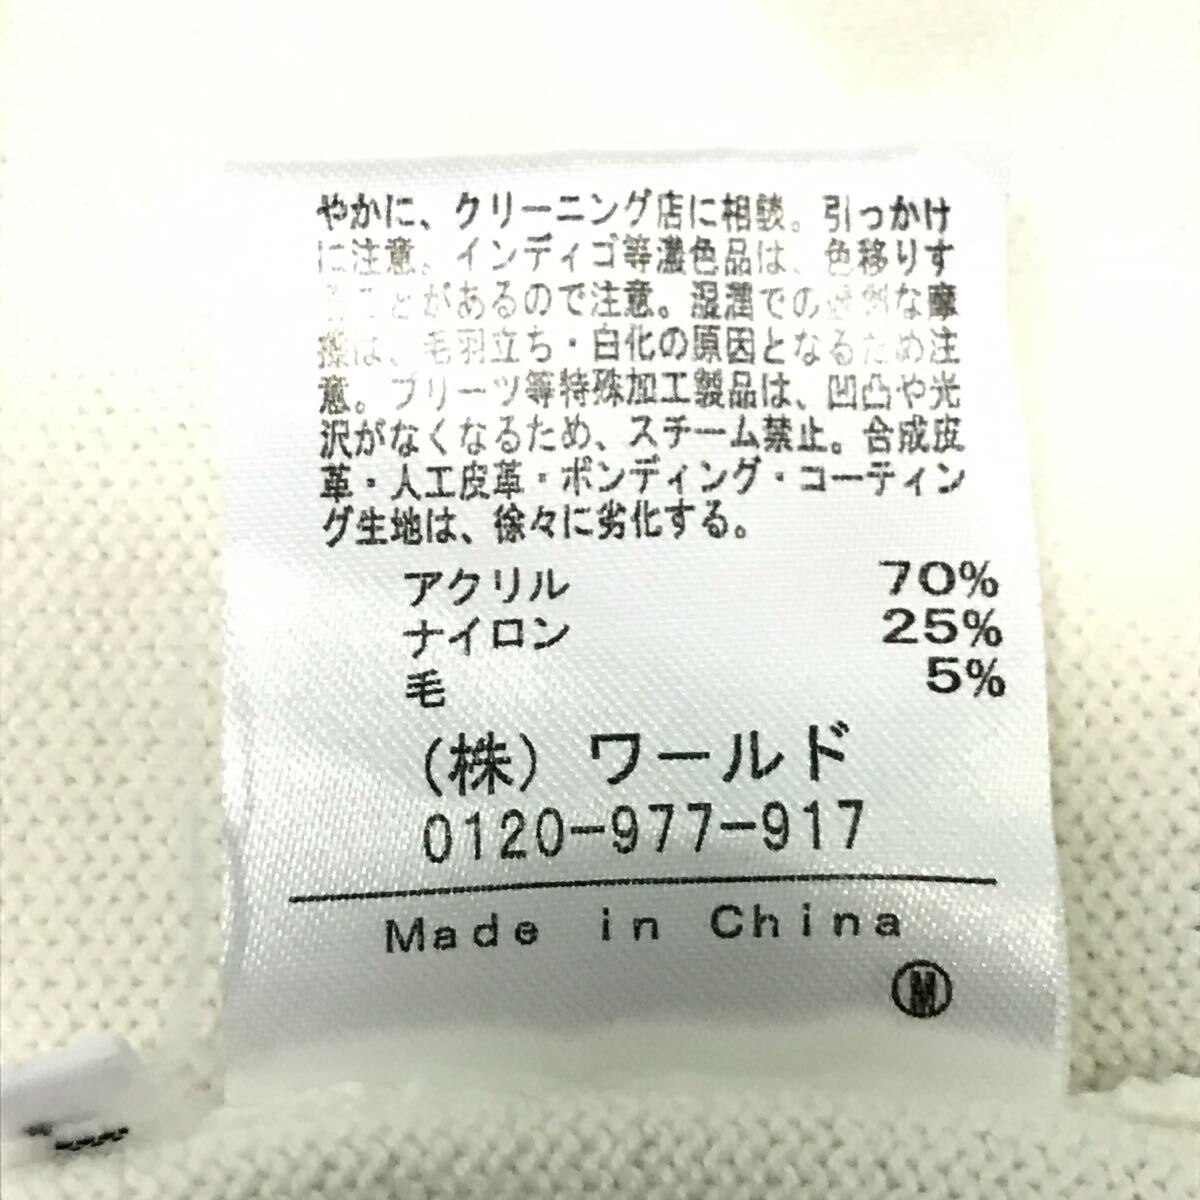 やかに、クリーニング店に相談。引っかけ
に注意。インディゴ等濃色品は、色移りす
ることがあるので注意。湿潤での過剰な摩
擦は、毛羽立ち・白化の原因となるため注
意。プリーツ等特殊加工製品は、凹凸や光
沢がなくなるため、スチーム禁止。合成皮
革・人工皮革・ボンディング・コーティン
グ生地は、徐々に劣化する。
アクリル 70%
ナイロン 25%
毛 5%
(株) ワールド
0120-977-917
Made in China
Ⓜ